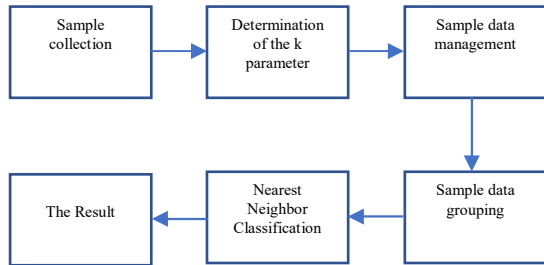 Sample
collection
Determination
of the k
parameter
Sample data
management
Sample data
grouping
Nearest
Neighbor
Classification
The Result